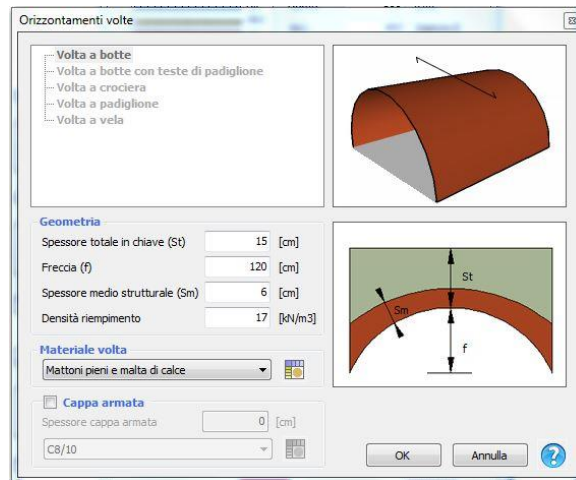 Orizzontamenti volte
Volta a botte
Volta a botte con teste di padiglione
Volta a crociera
Volta a padiglione
Volta a vela
Geometria
Spessore totale in chiave (St) 15 [cm]
Freccia (f) 120 [cm]
Spessore medio strutturale (Sm) 6 [cm]
Densità riempimento 17 [kN/m3]
St
Sm
f
Materiale volta
Mattoni pieni e malta di calce
Cappa armata
Spessore cappa armata 0 [cm]
C8/10
OK Annulla ?